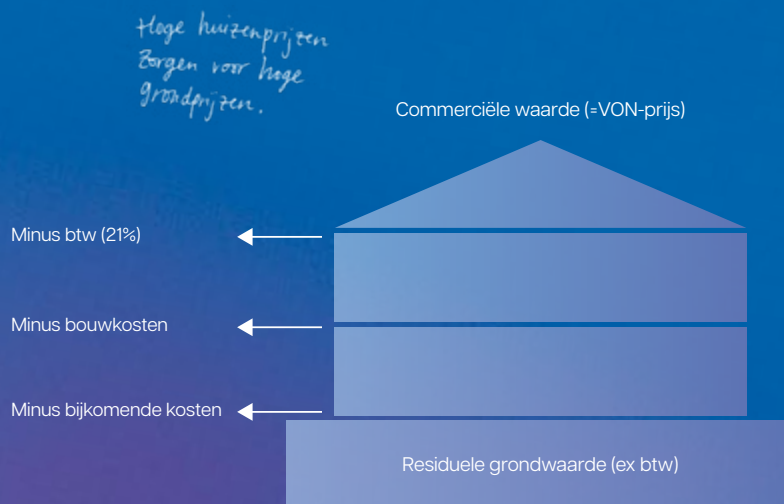 Hoge huizenprijzen
Zorgen voor hoge
grondprijzen.
Commerciële waarde (=VON-prijs)
Minus btw (21%)
Minus bouwkosten
Minus bijkomende kosten
Residuele grondwaarde (ex btw)